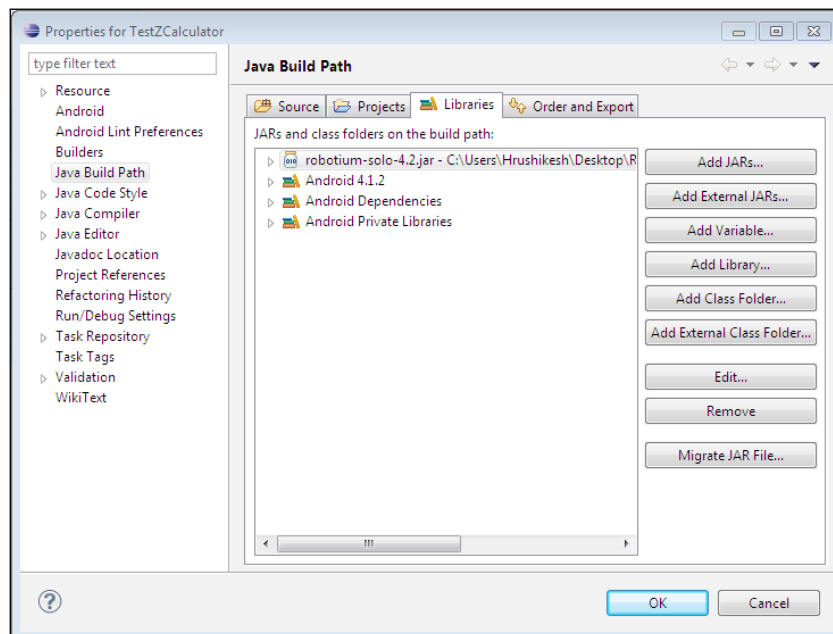 Properties for TestZCalculator
type filter text
Resource
Android
Android Lint Preferences
Builders
Java Build Path
Java Code Style
Java Compiler
Java Editor
Javadoc Location
Project References
Refactoring History
Run/Debug Settings
Task Repository
Task Tags
Validation
WikiText
Java Build Path
Source Projects Libraries Order and Export
JARs and class folders on the build path:
robotium-solo-4.2.jar - C:\Users\Hrushikesh\Desktop\R
Android 4.1.2
Android Dependencies
Android Private Libraries
Add JARs...
Add External JARs...
Add Variable...
Add Library...
Add Class Folder...
Add External Class Folder...
Edit...
Remove
Migrate JAR File...
OK Cancel